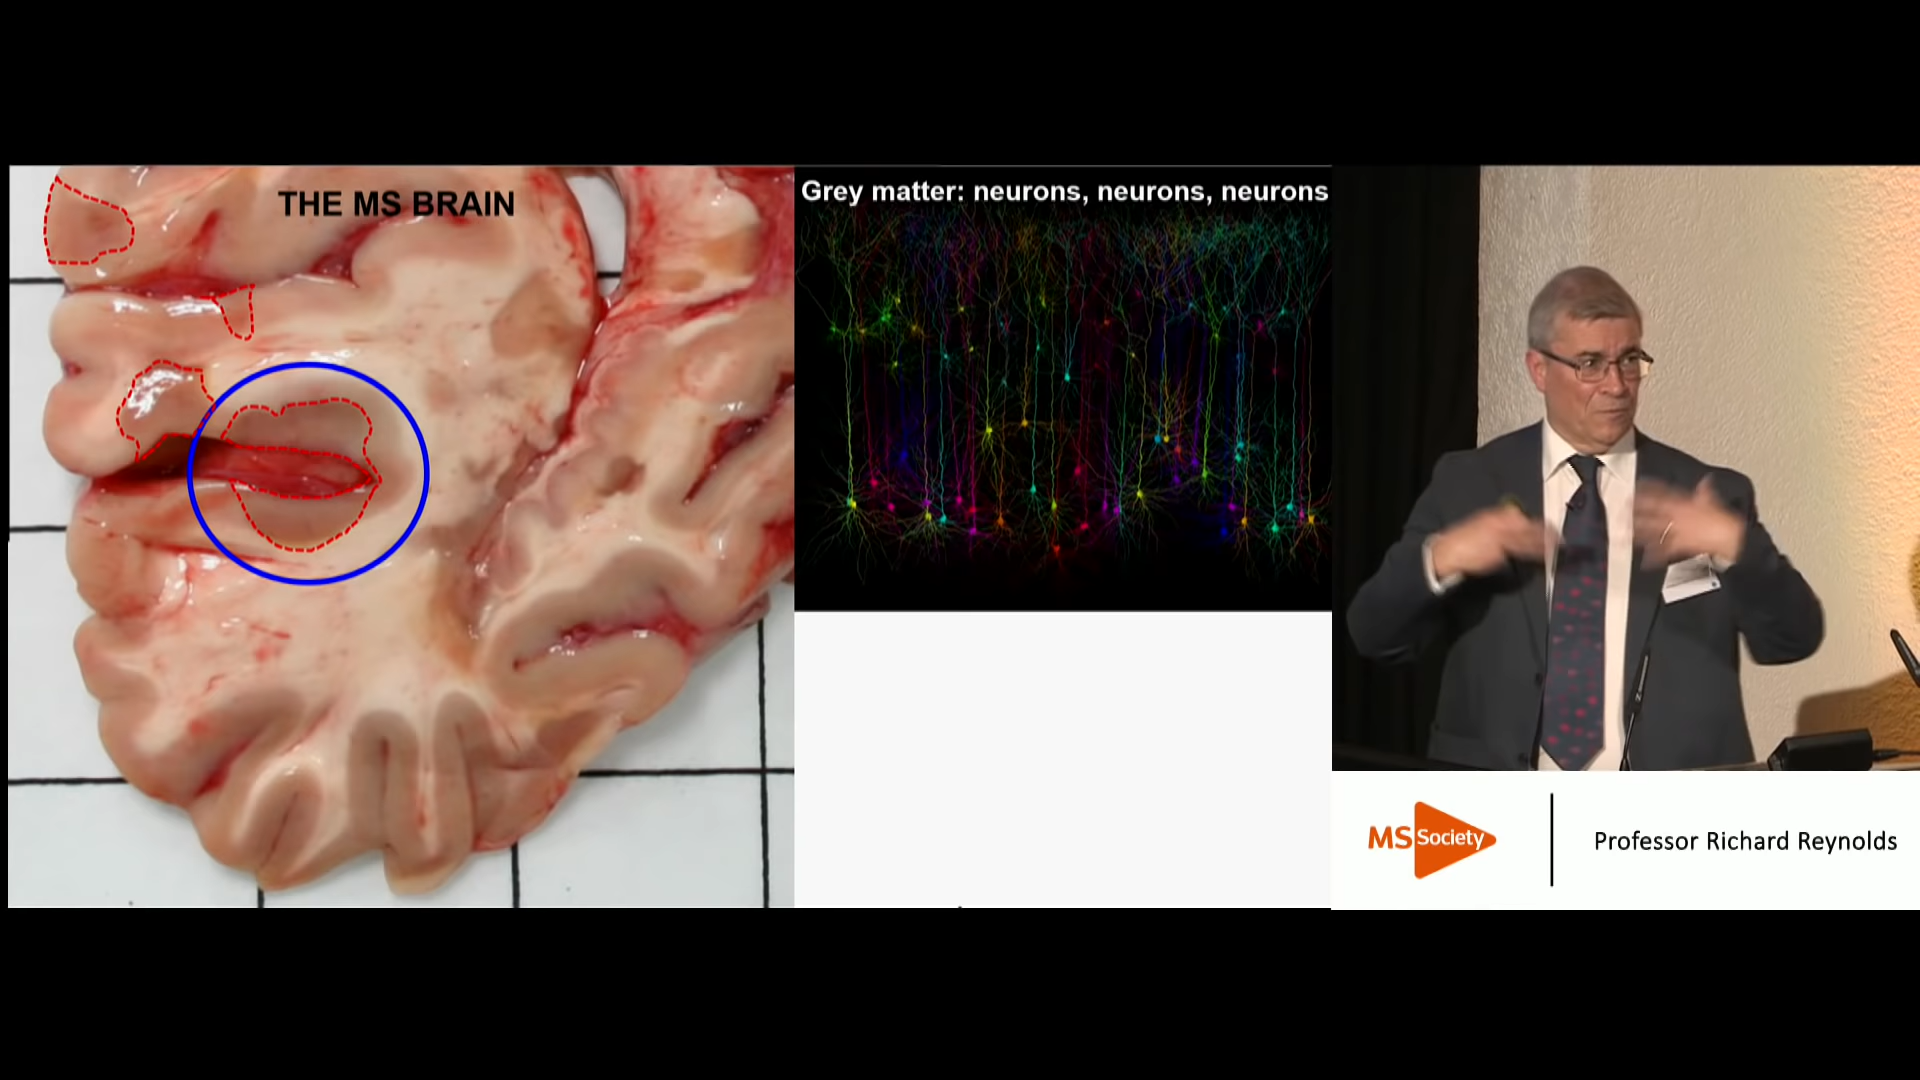 THE MS BRAIN
Grey matter: neurons, neurons, neurons
MS Society
Professor Richard Reynolds